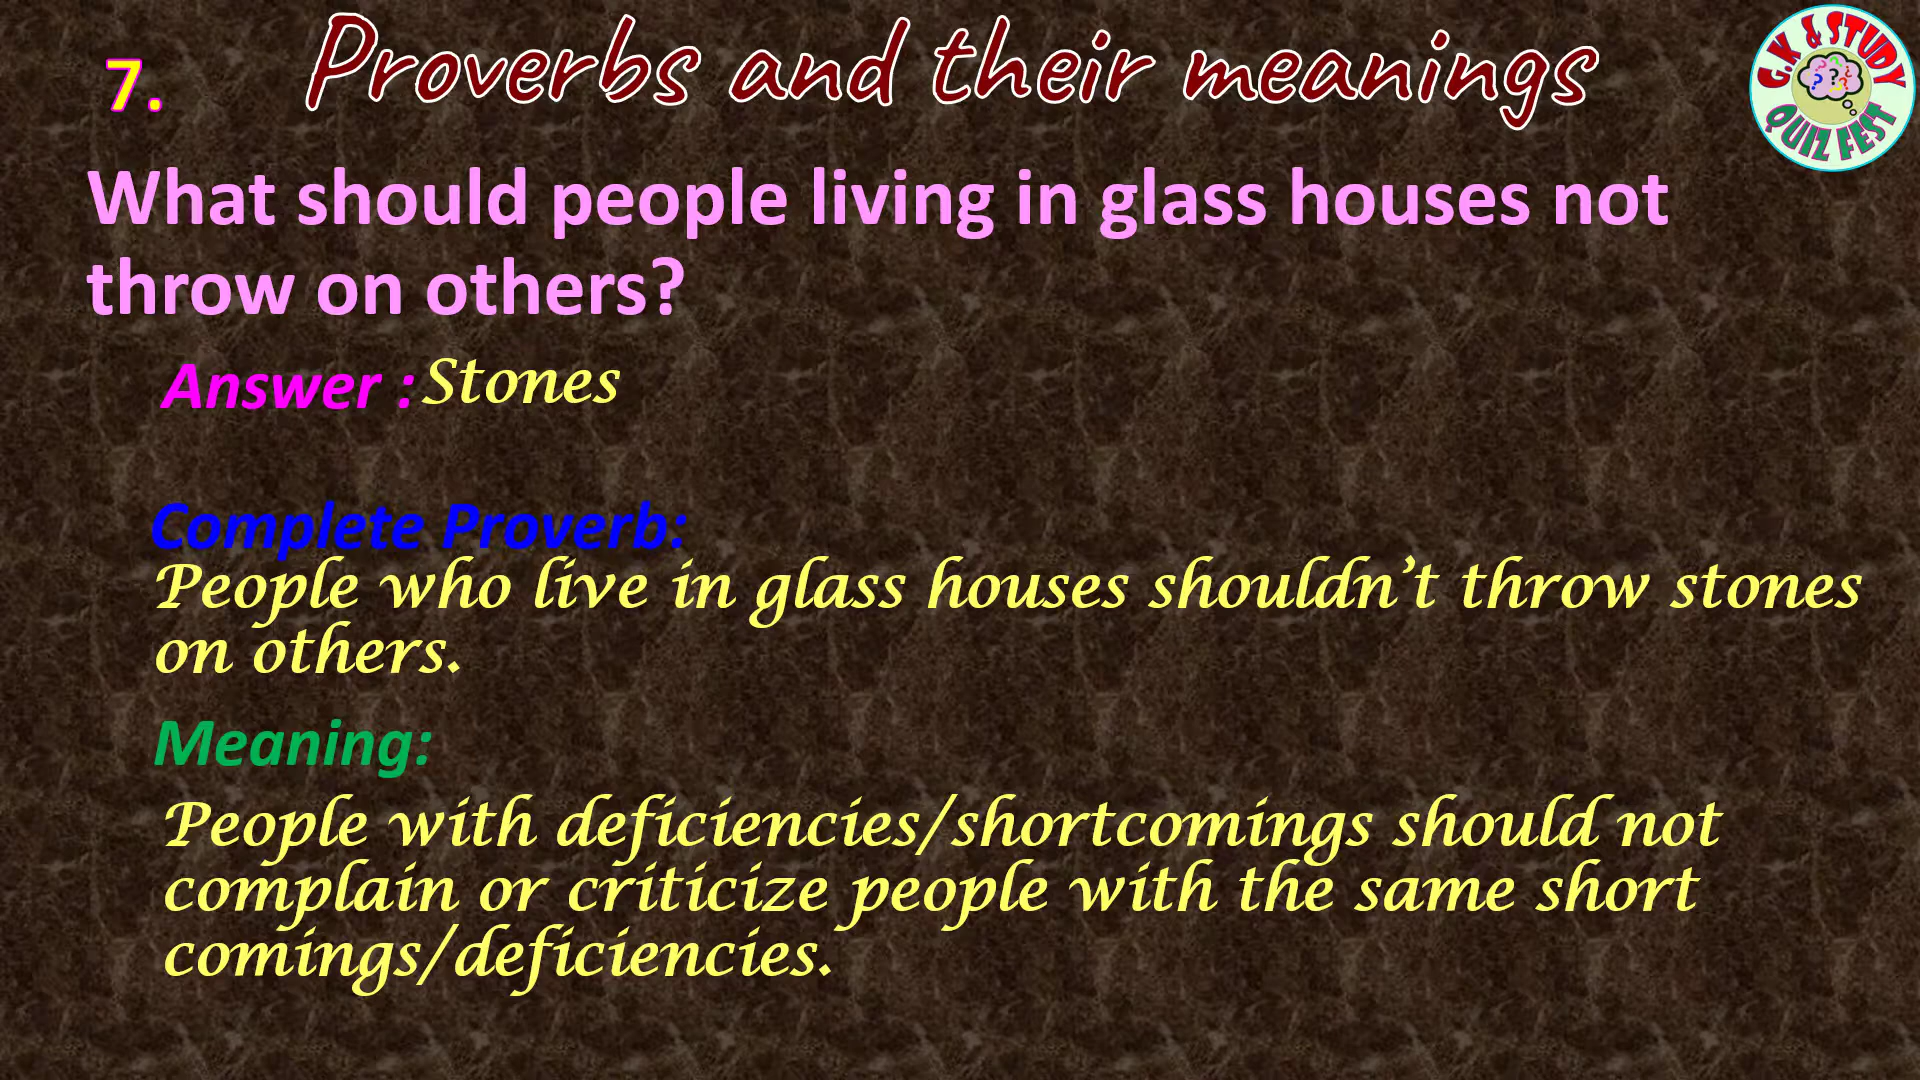 7.
Proverbs and their meanings
G.K & STUDY
QUIZ FEST
What should people living in glass houses not
throw on others?
Answer : Stones
Complete Proverb:
People who live in glass houses shouldn’t throw stones
on others.
Meaning:
People with deficiencies/shortcomings should not
complain or criticize people with the same short
comings/deficiencies.